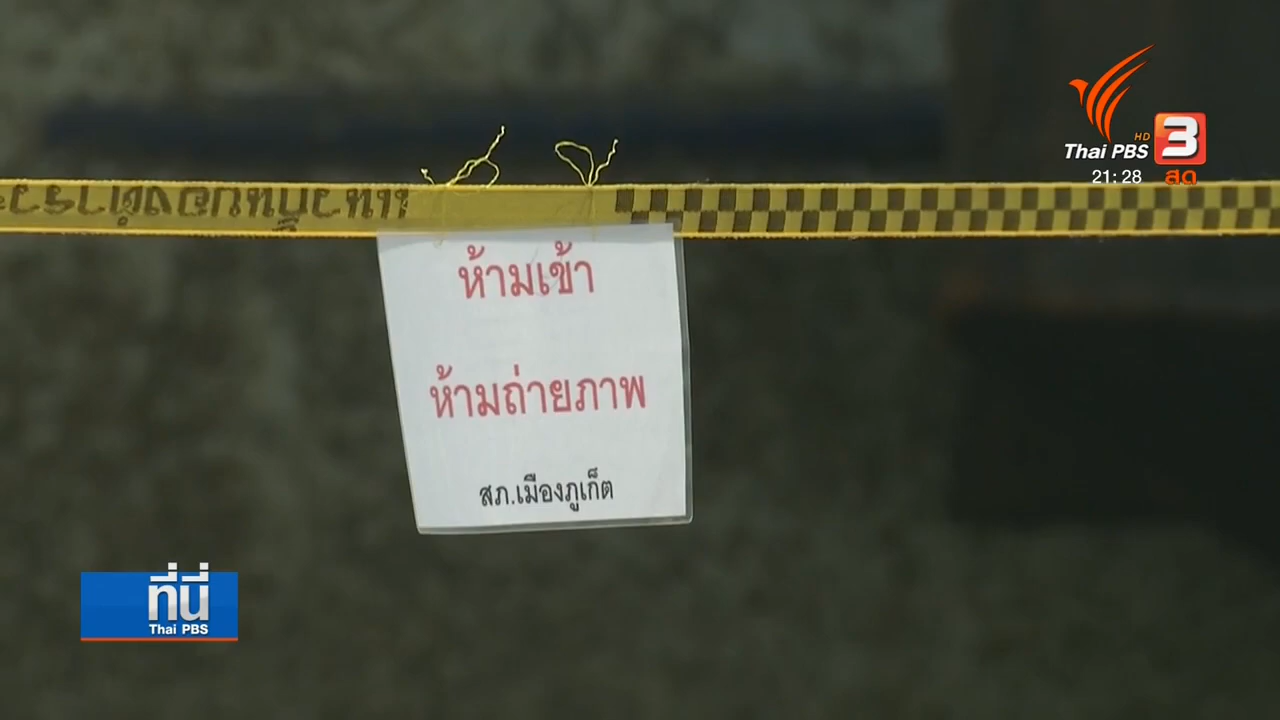 HD
Thai PBS 3
21:28 สด
ห้ามเข้า
ห้ามถ่ายภาพ
สภ.เมืองภูเก็ต
ที่นี่
Thai PBS